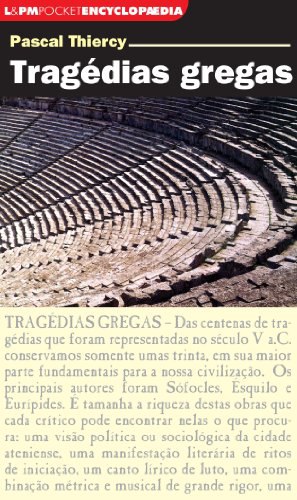 L&PM POCKET ENCYCLOPÆDIA
Pascal Thiercy
Tragédias gregas
TRAGÉDIAS GREGAS – Das centenas de tra-
gédias que foram representadas no século V a.C.
conservamos somente umas trinta, em sua maior
parte fundamentais para a nossa civilização. Os
principais autores foram Sófocles, Ésquilo e
Eurípides. É tamanha a riqueza destas obras que
cada crítico pode encontrar nelas o que procu-
ra: uma visão política ou sociológica da cidade
ateniense, uma manifestação literária de ritos
de iniciação, um canto lírico de luto, uma com-
binação métrica e musical de grande rigor, uma